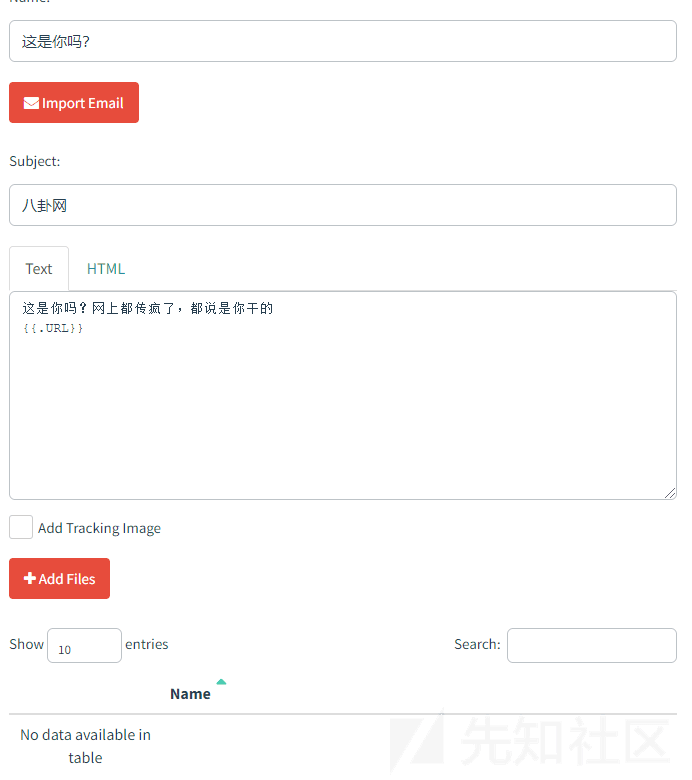 Name:
这是你吗?
Import Email
Subject:
八卦网
Text HTML
这是你吗？网上都传疯了，都说是你干的
{{.URL}}
Add Tracking Image
Add Files
Show 10 entries Search:
Name
No data available in
table
先知社区